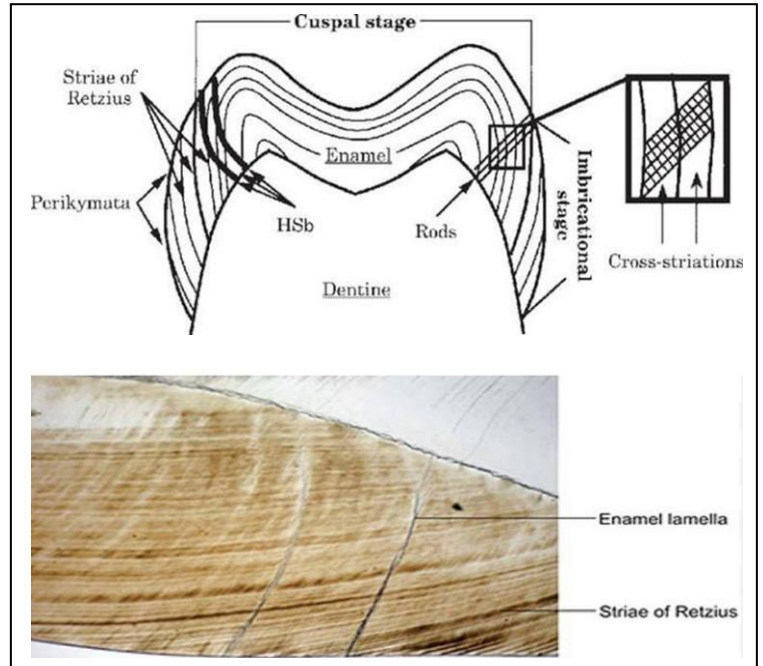 Cuspal stage
Striae of
Retzius
Perikymata
Enamel
HSb
Rods
Dentine
Imbricational
stage
Cross-striations
Enamel lamella
Striae of Retzius